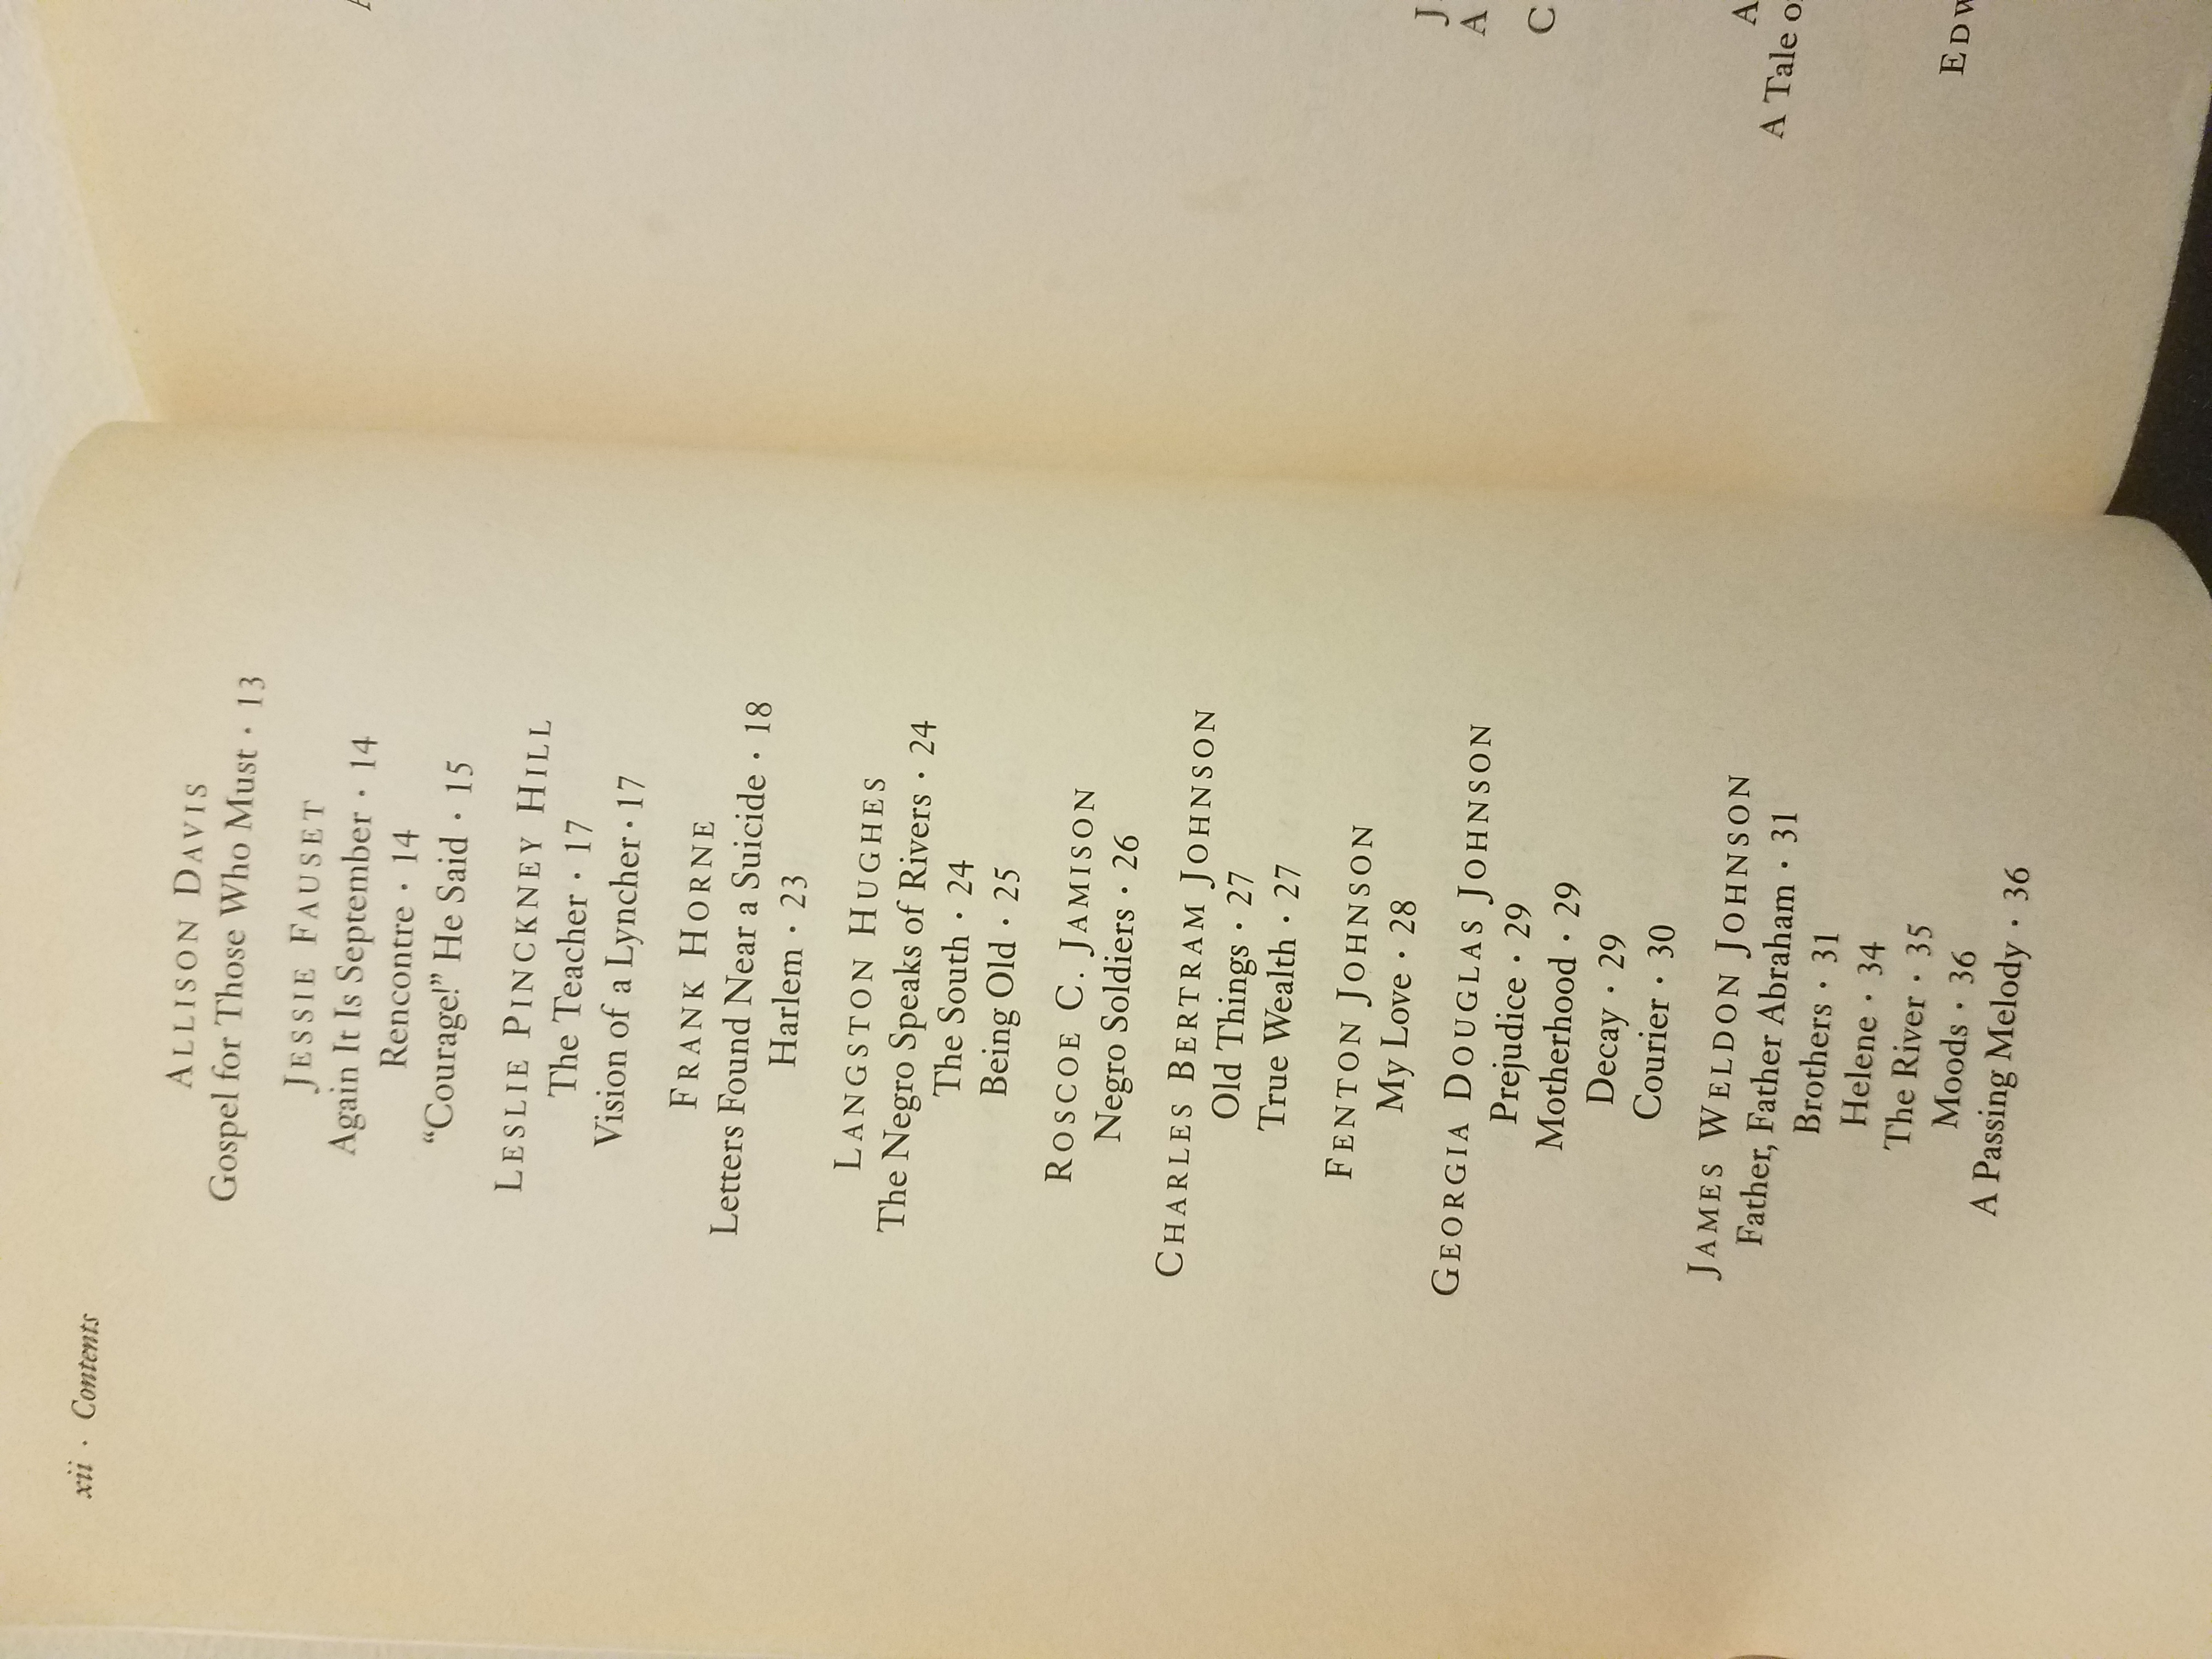 xii · Contents
ALLISON DAVIS
Gospel for Those Who Must · 13
JESSIE FAUSET
Again It Is September · 14
Rencontre · 14
“Courage!” He Said · 15
LESLIE PINCKNEY HILL
The Teacher · 17
Vision of a Lyncher · 17
FRANK HORNE
Letters Found Near a Suicide · 18
Harlem · 23
LANGSTON HUGHES
The Negro Speaks of Rivers · 24
The South · 24
Being Old · 25
ROSCOE C. JAMISON
Negro Soldiers · 26
CHARLES BERTRAM JOHNSON
Old Things · 27
True Wealth · 27
FENTON JOHNSON
My Love · 28
GEORGIA DOUGLAS JOHNSON
Prejudice · 29
Motherhood · 29
Decay · 29
Courier · 30
JAMES WELDON JOHNSON
Father, Father Abraham · 31
Brothers · 31
Helene · 34
The River · 35
Moods · 36
A Passing Melody · 36
J
A
C
A
A Tale o
EDW